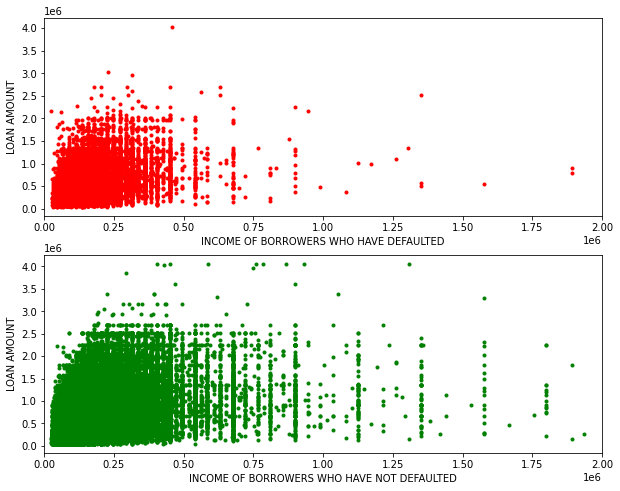 1e6
4.0
3.5
3.0
2.5
2.0
1.5
1.0
0.5
0.0
LOAN AMOUNT
0.00 0.25 0.50 0.75 1.00 1.25 1.50 1.75 2.00
INCOME OF BORROWERS WHO HAVE DEFAULTED
1e6
1e6
4.0
3.5
3.0
2.5
2.0
1.5
1.0
0.5
0.0
LOAN AMOUNT
0.00 0.25 0.50 0.75 1.00 1.25 1.50 1.75 2.00
INCOME OF BORROWERS WHO HAVE NOT DEFAULTED
1e6